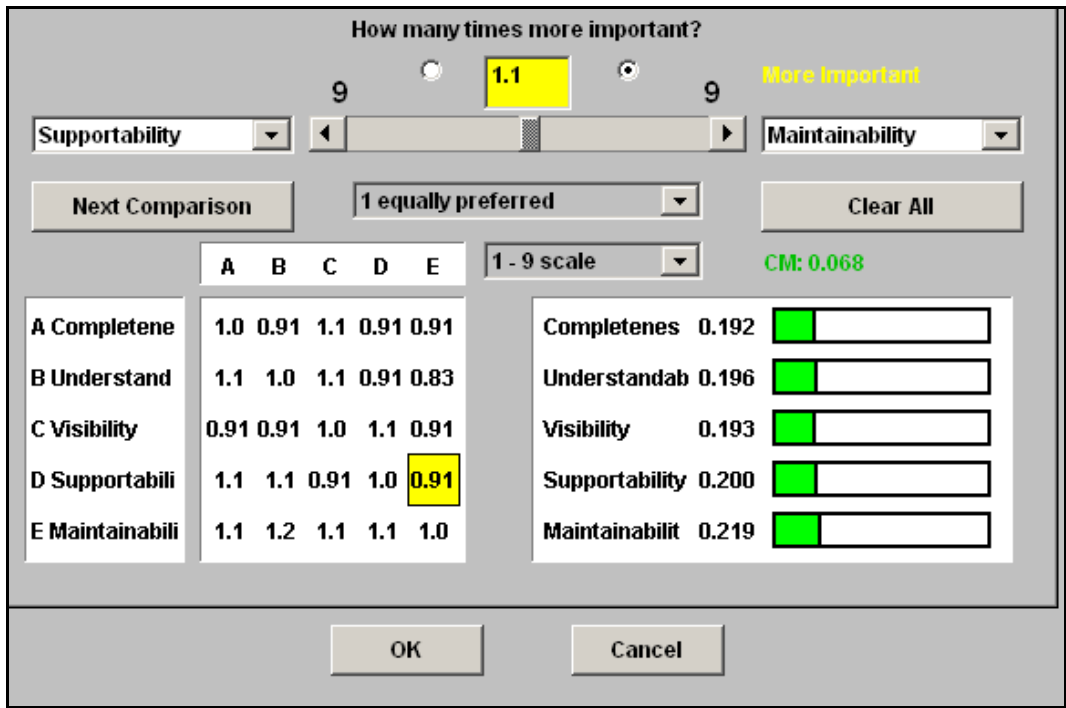 How many times more important?
9 1.1 9 More Important
Supportability Maintainability
Next Comparison 1 equally preferred Clear All
A B C D E 1 - 9 scale CM: 0.068
A Completene 1.0 0.91 1.1 0.91 0.91 Completenes 0.192
B Understand 1.1 1.0 1.1 0.91 0.83 Understandab 0.196
C Visibility 0.91 0.91 1.0 1.1 0.91 Visibility 0.193
D Supportabili 1.1 1.1 0.91 1.0 0.91 Supportability 0.200
E Maintainabili 1.1 1.2 1.1 1.1 1.0 Maintainabilit 0.219
OK Cancel